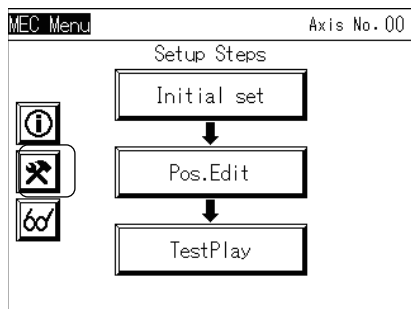 MEC Menu Axis No.00
Setup Steps
Initial set
Pos.Edit
TestPlay